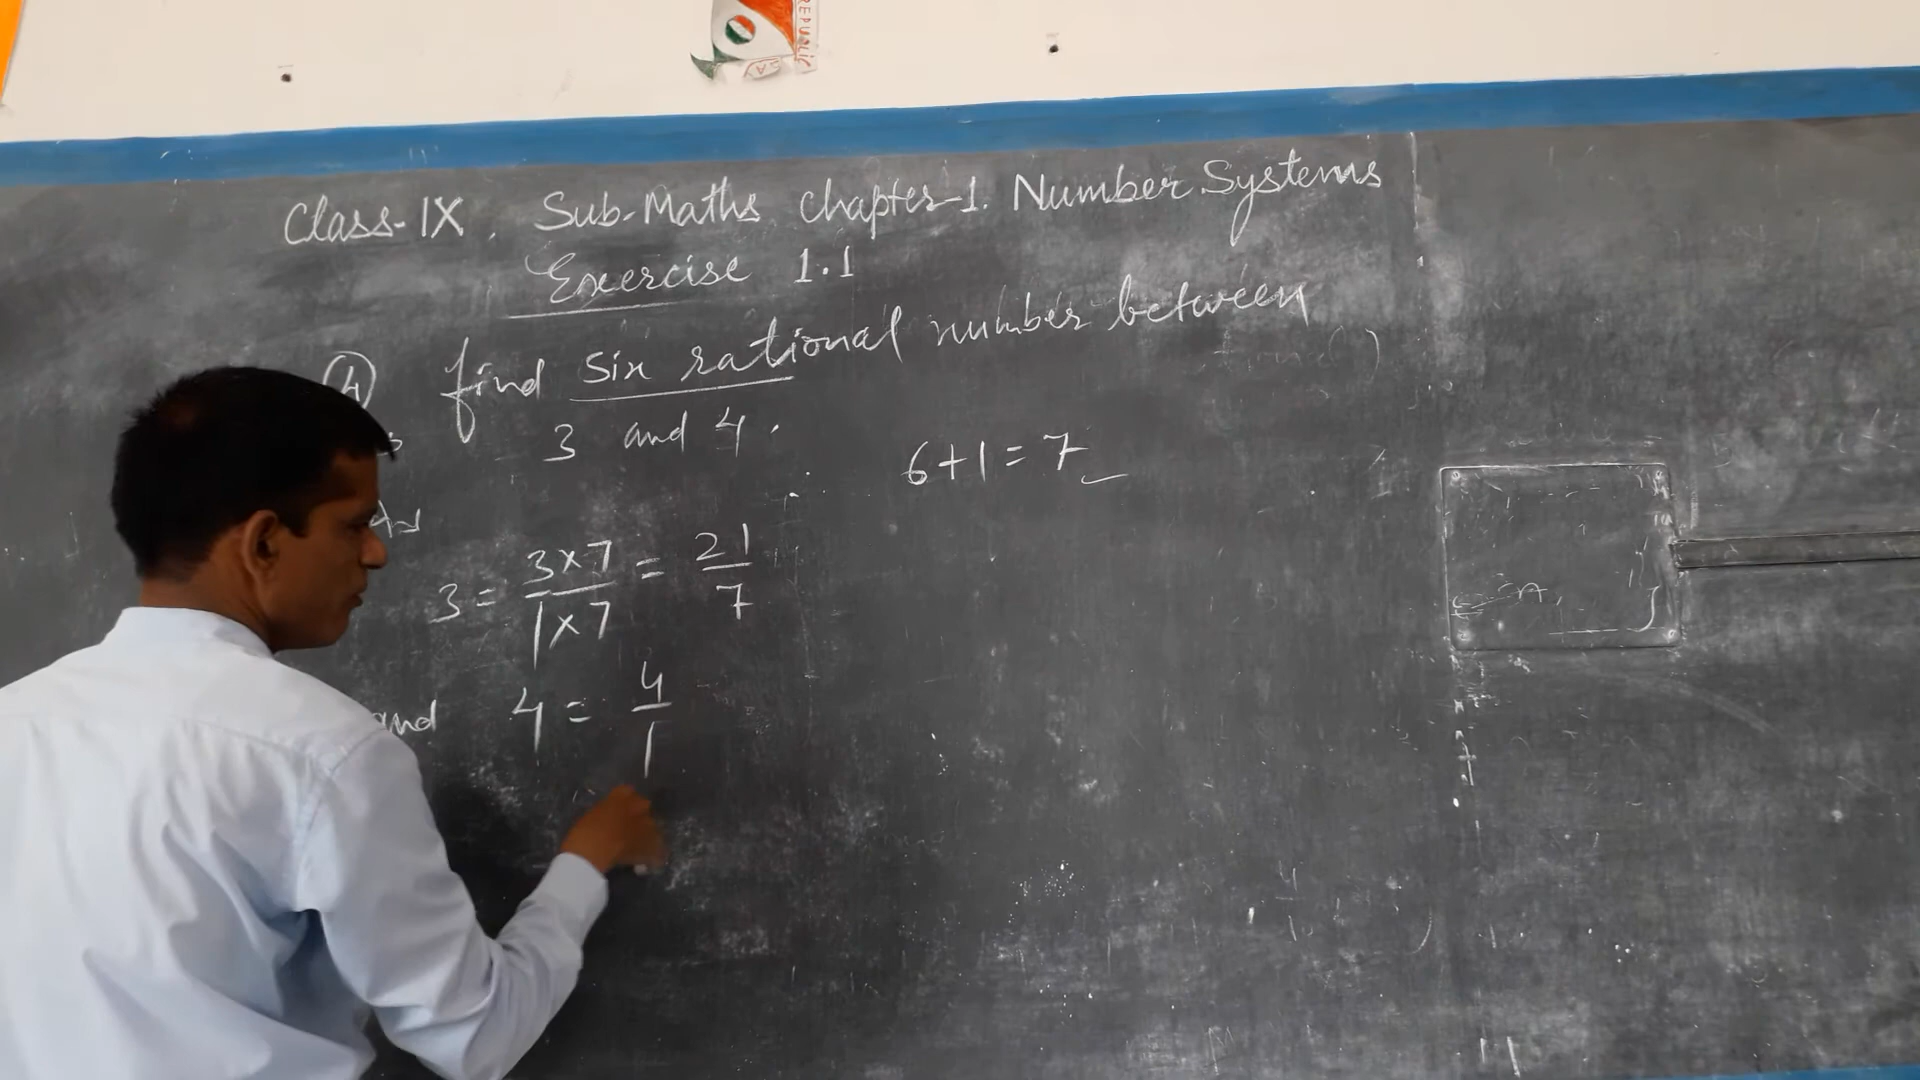 REPUBLIC
Class-IX. Sub-Maths chapter-1. Number Systems
Exercise 1.1
find six rational number between
3 and 4.
6+1=7
3 = 3×7/1×7 = 21/7
and 4 = 4/1